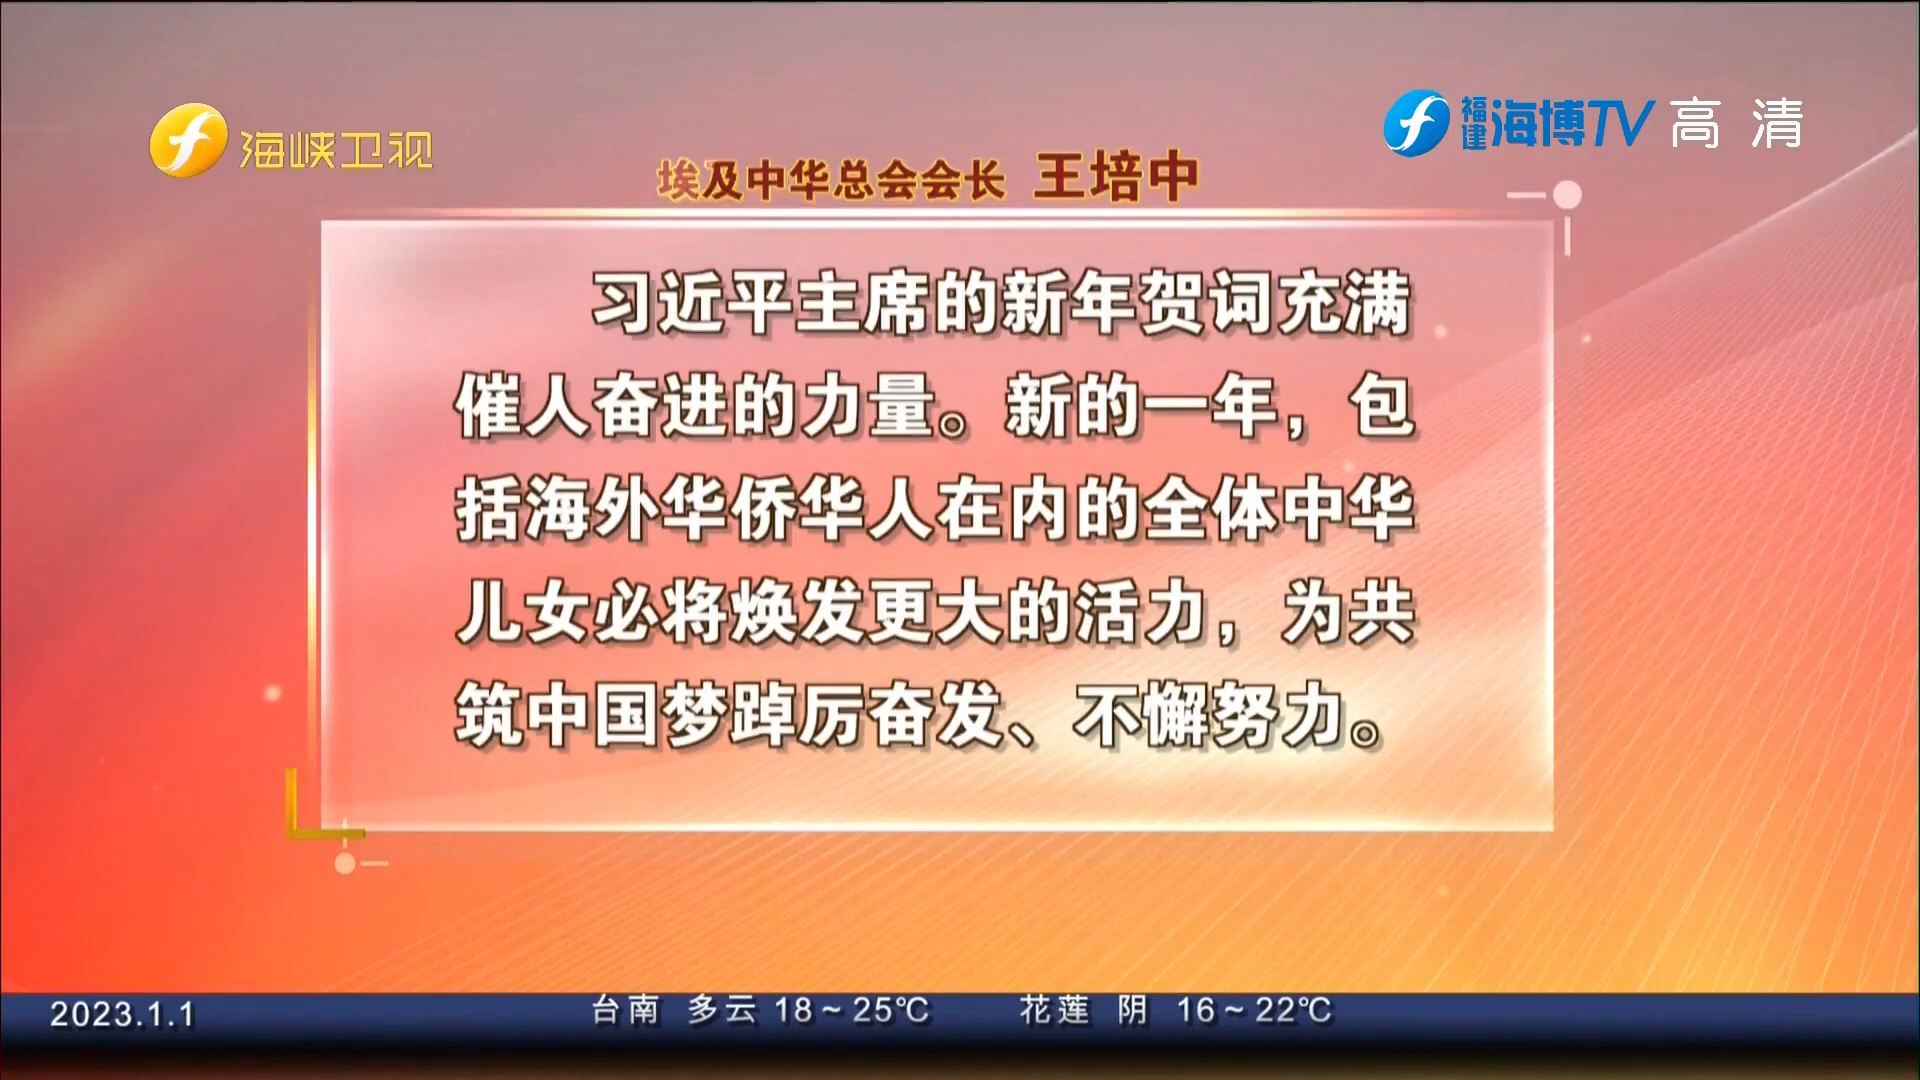 海峡卫视
福建海博TV 高清
埃及中华总会会长 王培中
习近平主席的新年贺词充满
催人奋进的力量。新的一年，包
括海外华侨华人在内的全体中华
儿女必将焕发更大的活力，为共
筑中国梦踔厉奋发、不懈努力。
2023.1.1 台南 多云 18～25℃ 花莲 阴 16～22℃